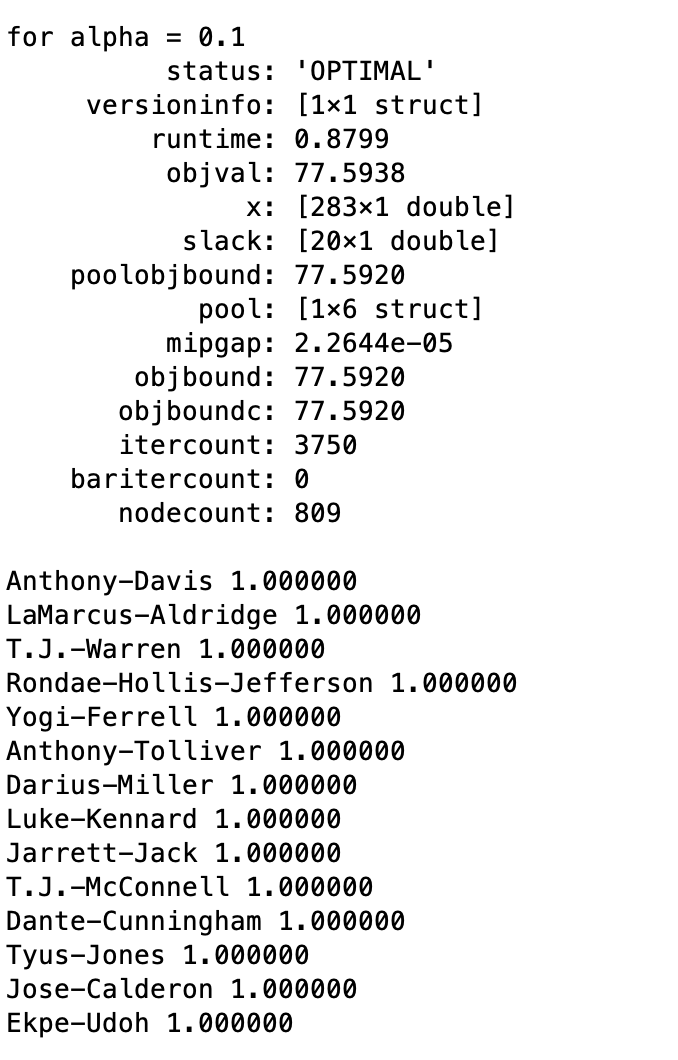 for alpha = 0.1
status: 'OPTIMAL'
versioninfo: [1×1 struct]
runtime: 0.8799
objval: 77.5938
x: [283×1 double]
slack: [20×1 double]
poolobjbound: 77.5920
pool: [1×6 struct]
mipgap: 2.2644e-05
objbound: 77.5920
objboundc: 77.5920
itercount: 3750
baritercount: 0
nodecount: 809
Anthony-Davis 1.000000
LaMarcus-Aldridge 1.000000
T.J.-Warren 1.000000
Rondae-Hollis-Jefferson 1.000000
Yogi-Ferrell 1.000000
Anthony-Tolliver 1.000000
Darius-Miller 1.000000
Luke-Kennard 1.000000
Jarrett-Jack 1.000000
T.J.-McConnell 1.000000
Dante-Cunningham 1.000000
Tyus-Jones 1.000000
Jose-Calderon 1.000000
Ekpe-Udoh 1.000000